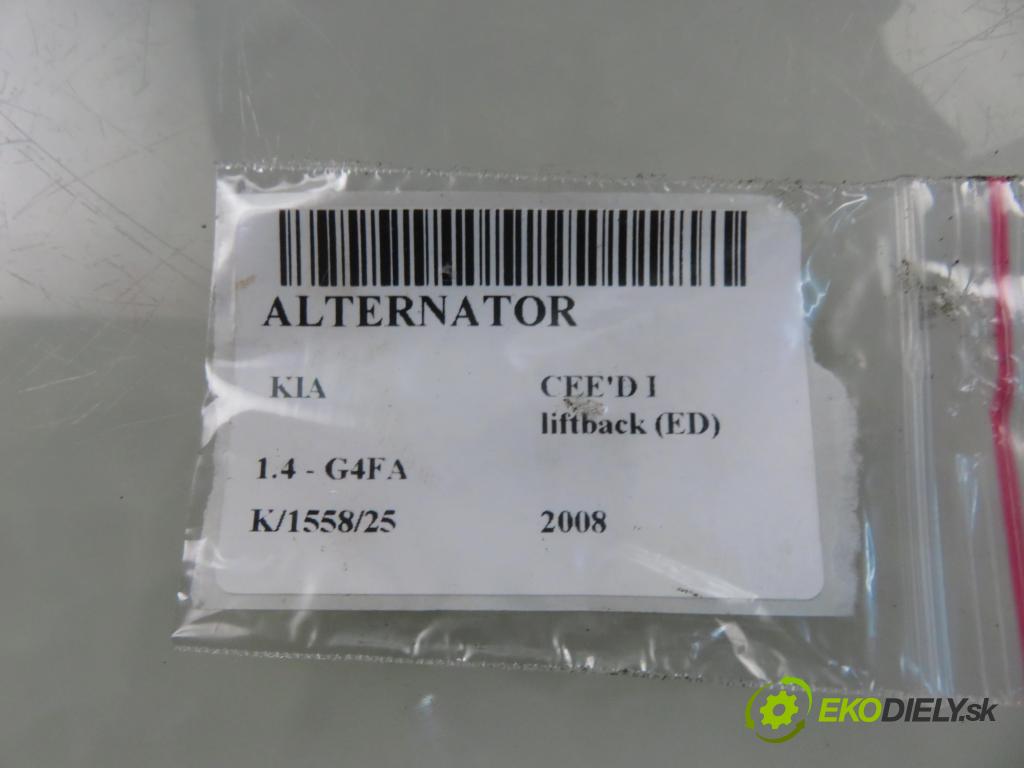 ALTERNATOR
KIA
CEE'D I
liftback (ED)
1.4 - G4FA
K/1558/25
2008
EKODIELY.sk